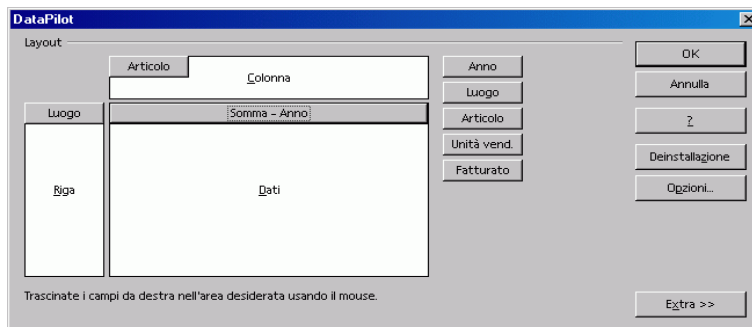 DataPilot
Layout
Articolo
Colonna
Luogo
Somma - Anno
Riga
Dati
Anno
Luogo
Articolo
Unità vend.
Fatturato
OK
Annulla
?
Deinstallazione
Opzioni...
Trascinate i campi da destra nell'area desiderata usando il mouse.
Extra >>